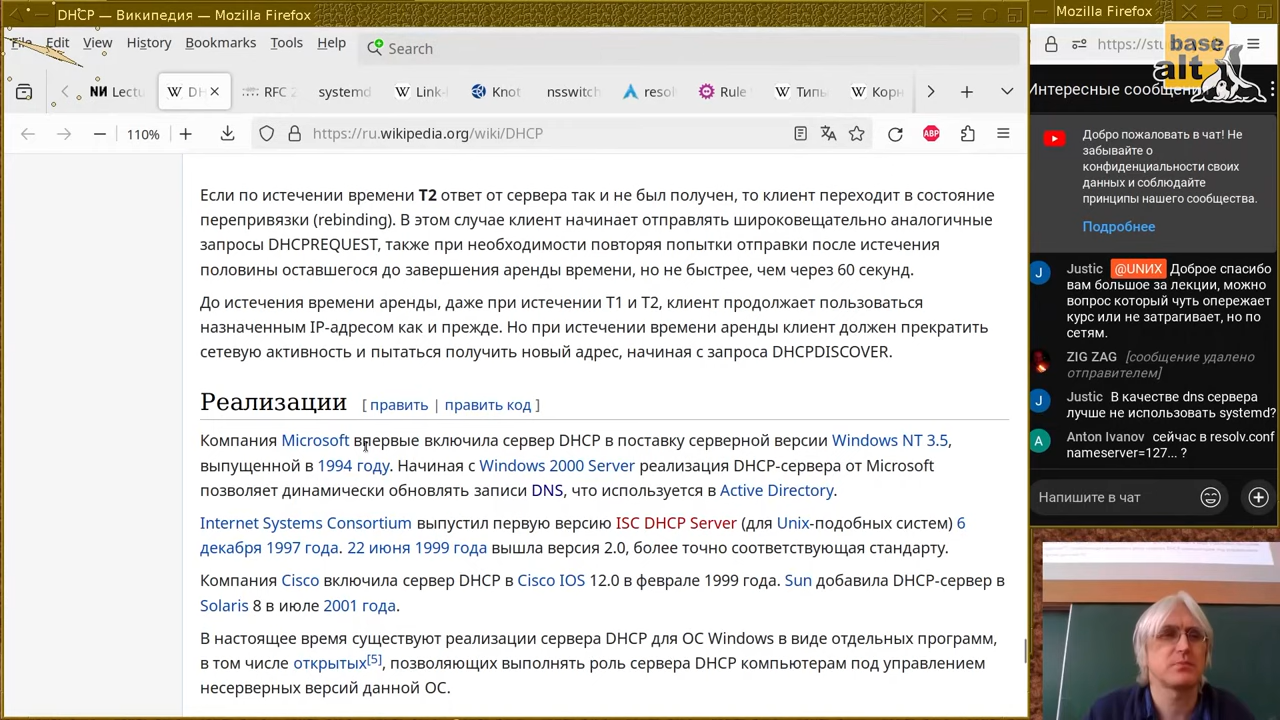 DHCP — Википедия — Mozilla Firefox
File Edit View History Bookmarks Tools Help
Search
Lectu
DH
RFC 2
systemd
Link-l
Knot
nsswitch
resol
Rule
Типы
Корн
110%
https://ru.wikipedia.org/wiki/DHCP
ABP
Если по истечении времени T2 ответ от сервера так и не был получен, то клиент переходит в состояние
перепривязки (rebinding). В этом случае клиент начинает отправлять широковещательно аналогичные
запросы DHCPREQUEST, также при необходимости повторяя попытки отправки после истечения
половины оставшегося до завершения аренды времени, но не быстрее, чем через 60 секунд.
До истечения времени аренды, даже при истечении T1 и T2, клиент продолжает пользоваться
назначенным IP-адресом как и прежде. Но при истечении времени аренды клиент должен прекратить
сетевую активность и пытаться получить новый адрес, начиная с запроса DHCPDISCOVER.
Реализации [ править | править код ]
Компания Microsoft впервые включила сервер DHCP в поставку серверной версии Windows NT 3.5,
выпущенной в 1994 году. Начиная с Windows 2000 Server реализация DHCP-сервера от Microsoft
позволяет динамически обновлять записи DNS, что используется в Active Directory.
Internet Systems Consortium выпустил первую версию ISC DHCP Server (для Unix-подобных систем) 6
декабря 1997 года. 22 июня 1999 года вышла версия 2.0, более точно соответствующая стандарту.
Компания Cisco включила сервер DHCP в Cisco IOS 12.0 в феврале 1999 года. Sun добавила DHCP-сервер в
Solaris 8 в июле 2001 года.
В настоящее время существуют реализации сервера DHCP для ОС Windows в виде отдельных программ,
в том числе открытых[5], позволяющих выполнять роль сервера DHCP компьютерам под управлением
несерверных версий данной ОС.
Mozilla Firefox
https://stu
base
alt
Интересные сообщения
Добро пожаловать в чат! Не
забывайте о
конфиденциальности своих
данных и соблюдайте
принципы нашего сообщества.
Подробнее
J Justic @UNИX Доброе спасибо
вам большое за лекции, можно
вопрос который чуть опережает
курс или не затрагивает, но по
сетям.
ZIG ZAG [сообщение удалено
отправителем]
J Justic В качестве dns сервера
лучше не использовать systemd?
A Anton Ivanov сейчас в resolv.conf
nameserver=127... ?
Напишите в чат